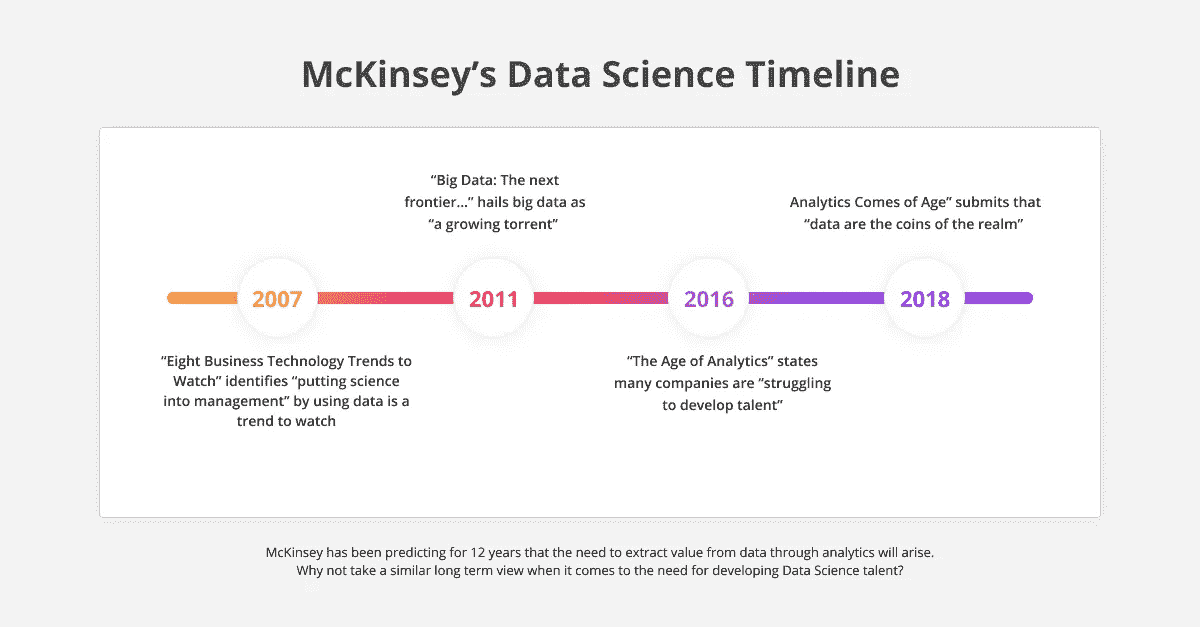 McKinsey’s Data Science Timeline
“Big Data: The next
frontier...” hails big data as
“a growing torrent”
Analytics Comes of Age” submits that
“data are the coins of the realm”
2007
2011
2016
2018
“Eight Business Technology Trends to
Watch” identifies “putting science
into management” by using data is a
trend to watch
“The Age of Analytics” states
many companies are “struggling
to develop talent”
McKinsey has been predicting for 12 years that the need to extract value from data through analytics will arise.
Why not take a similar long term view when it comes to the need for developing Data Science talent?